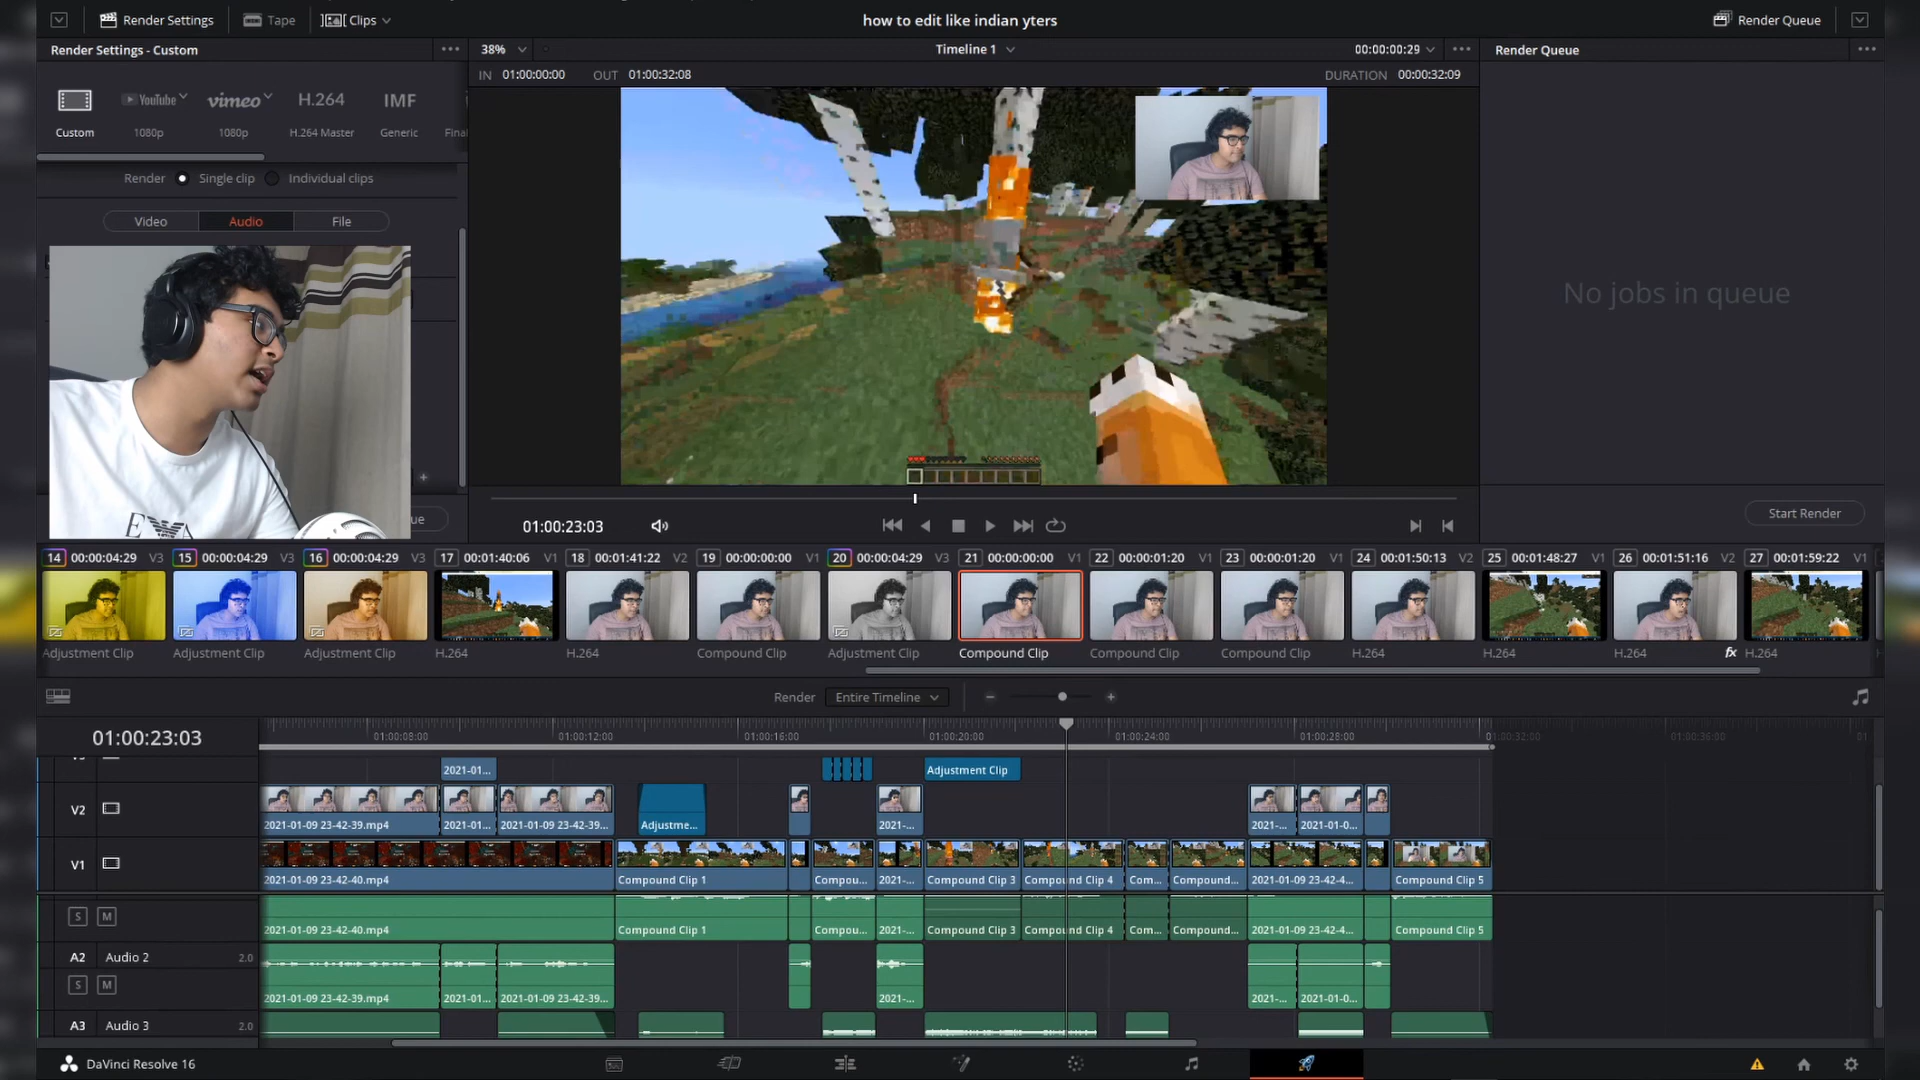 Render Settings
Tape
Clips
how to edit like indian yters
Render Queue
Render Settings - Custom
38%
Timeline 1
00:00:00:29
Render Queue
IN 01:00:00:00 OUT 01:00:32:08
DURATION 00:00:32:09
YouTube
vimeo
H.264
IMF
Custom
1080p
1080p
H.264 Master
Generic
Final
Render Single clip Individual clips
Video
Audio
File
No jobs in queue
ue
01:00:23:03
Start Render
14 00:00:04:29 V3
15 00:00:04:29 V3
16 00:00:04:29 V3
17 00:01:40:06 V1
18 00:01:41:22 V2
19 00:00:00:00 V1
20 00:00:04:29 V3
21 00:00:00:00 V1
22 00:00:01:20 V1
23 00:00:01:20 V1
24 00:01:50:13 V2
25 00:01:48:27 V1
26 00:01:51:16 V2
27 00:01:59:22 V1
Adjustment Clip
Adjustment Clip
Adjustment Clip
H.264
H.264
Compound Clip
Adjustment Clip
Compound Clip
Compound Clip
Compound Clip
H.264
H.264
H.264
fx
H.264
Render Entire Timeline
01:00:23:03
01:00:08:00
01:00:12:00
01:00:16:00
01:00:20:00
01:00:24:00
01:00:28:00
01:00:32:00
01:00:36:00
2021-01...
Adjustment Clip
V2
2021-01-09 23-42-39.mp4
2021-01...
2021-01-09 23-42-39...
Adjustme...
2021-...
2021-...
2021-01-0...
V1
2021-01-09 23-42-40.mp4
Compound Clip 1
Compou...
2021-...
Compound Clip 3
Compound Clip 4
Com...
Compound...
2021-01-09 23-42-4...
Compound Clip 5
S M
2021-01-09 23-42-40.mp4
Compound Clip 1
Compou...
2021-...
Compound Clip 3
Compound Clip 4
Com...
Compound...
2021-01-09 23-42-4...
Compound Clip 5
A2 Audio 2 2.0
S M
2021-01-09 23-42-39.mp4
2021-01...
2021-01-09 23-42-39...
2021-...
2021-...
2021-01-0...
A3 Audio 3 2.0
DaVinci Resolve 16